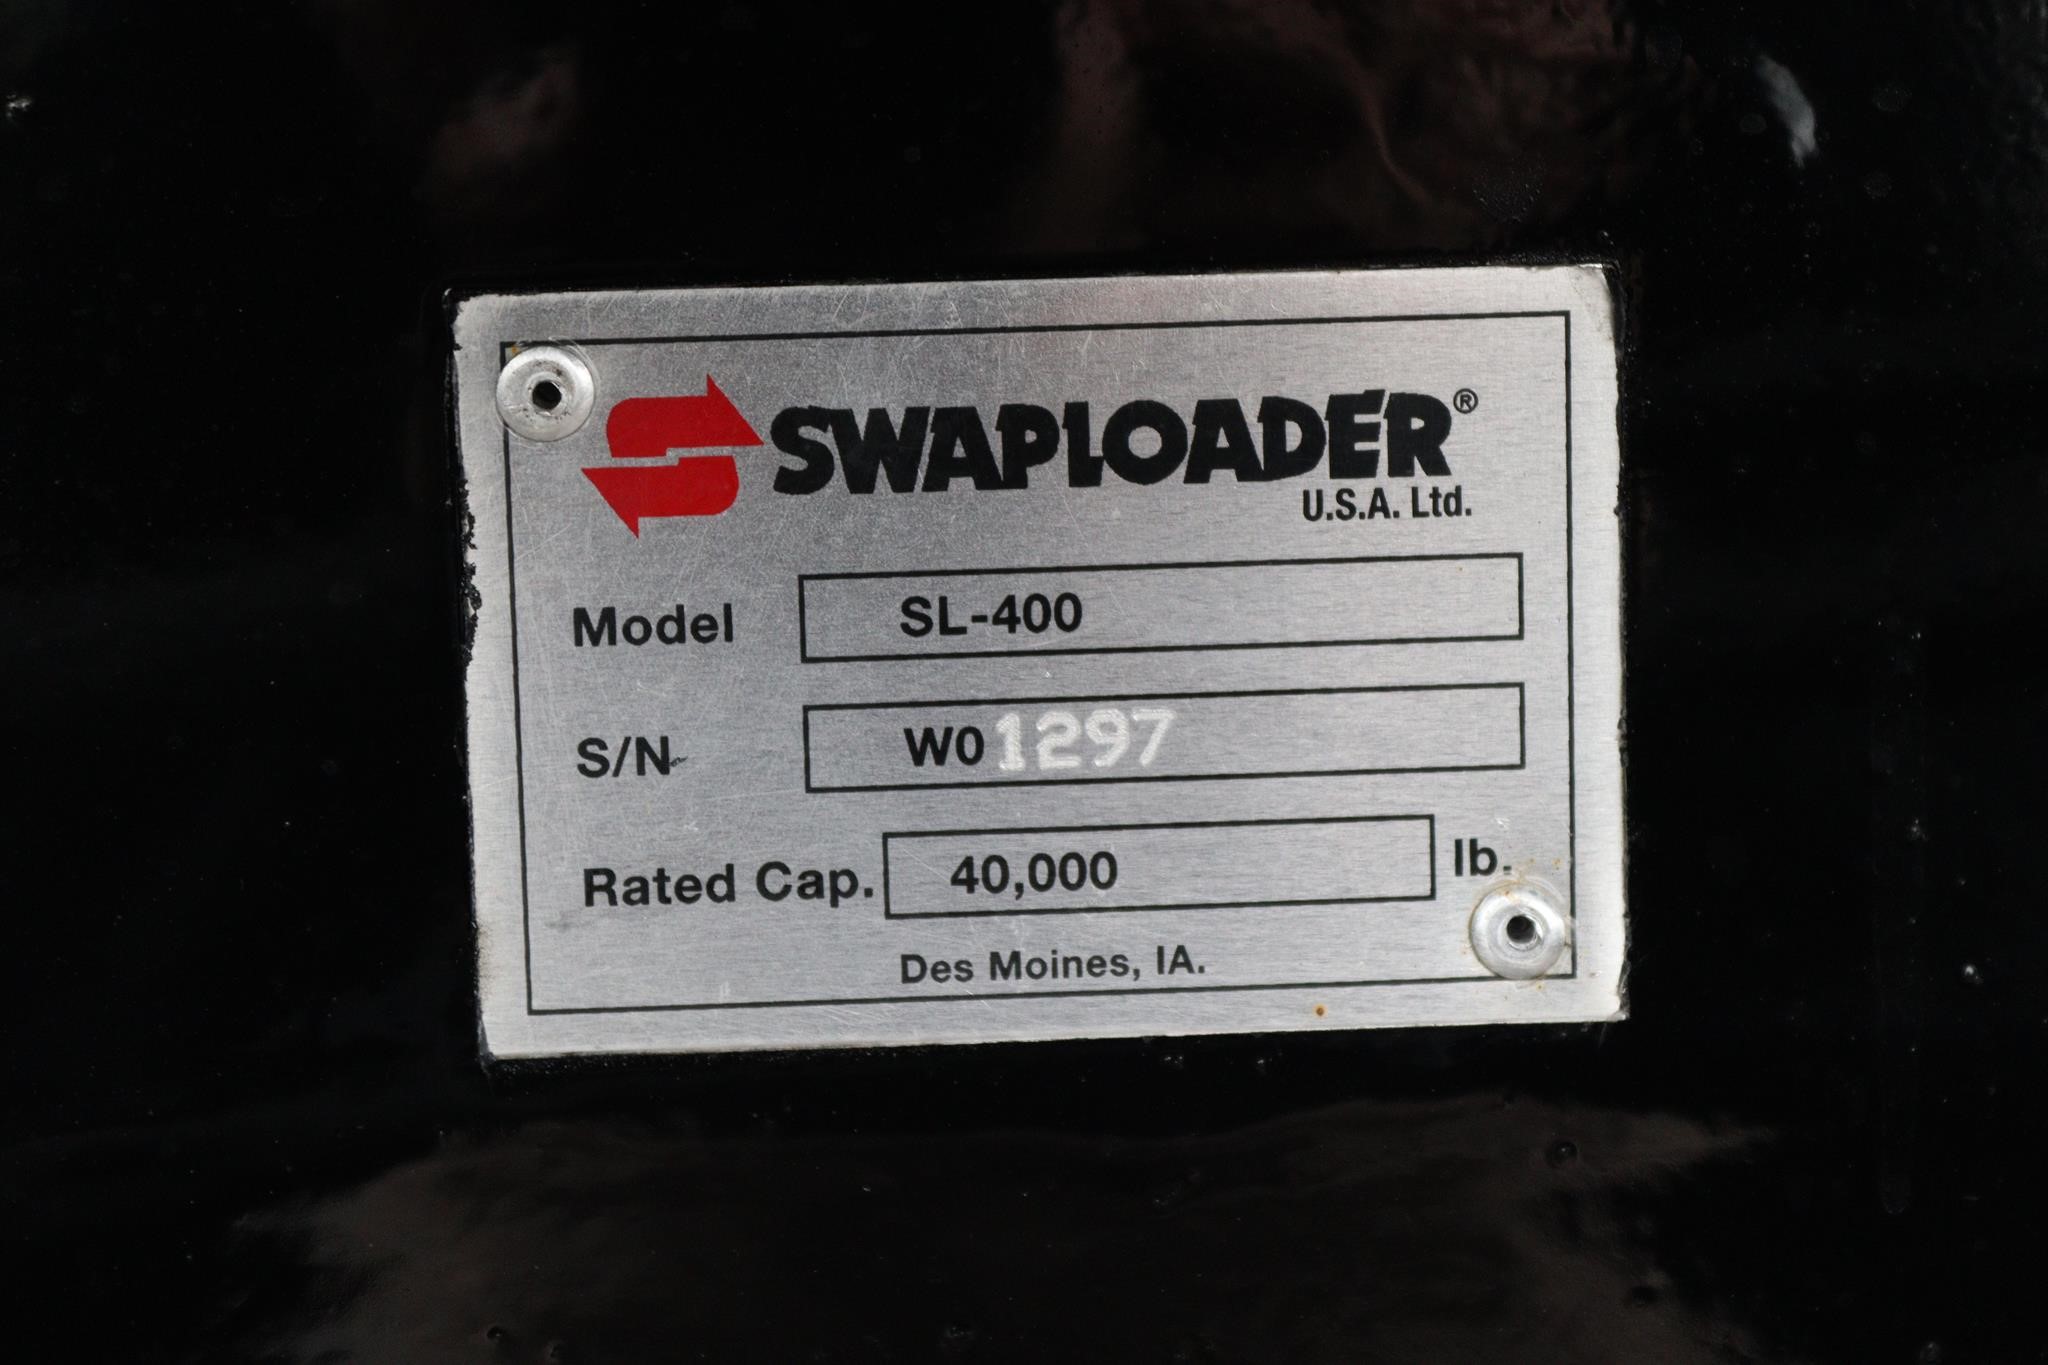 SWAPLOADER®
U.S.A. Ltd.
Model SL-400
S/N W01297
Rated Cap. 40,000 lb.
Des Moines, IA.